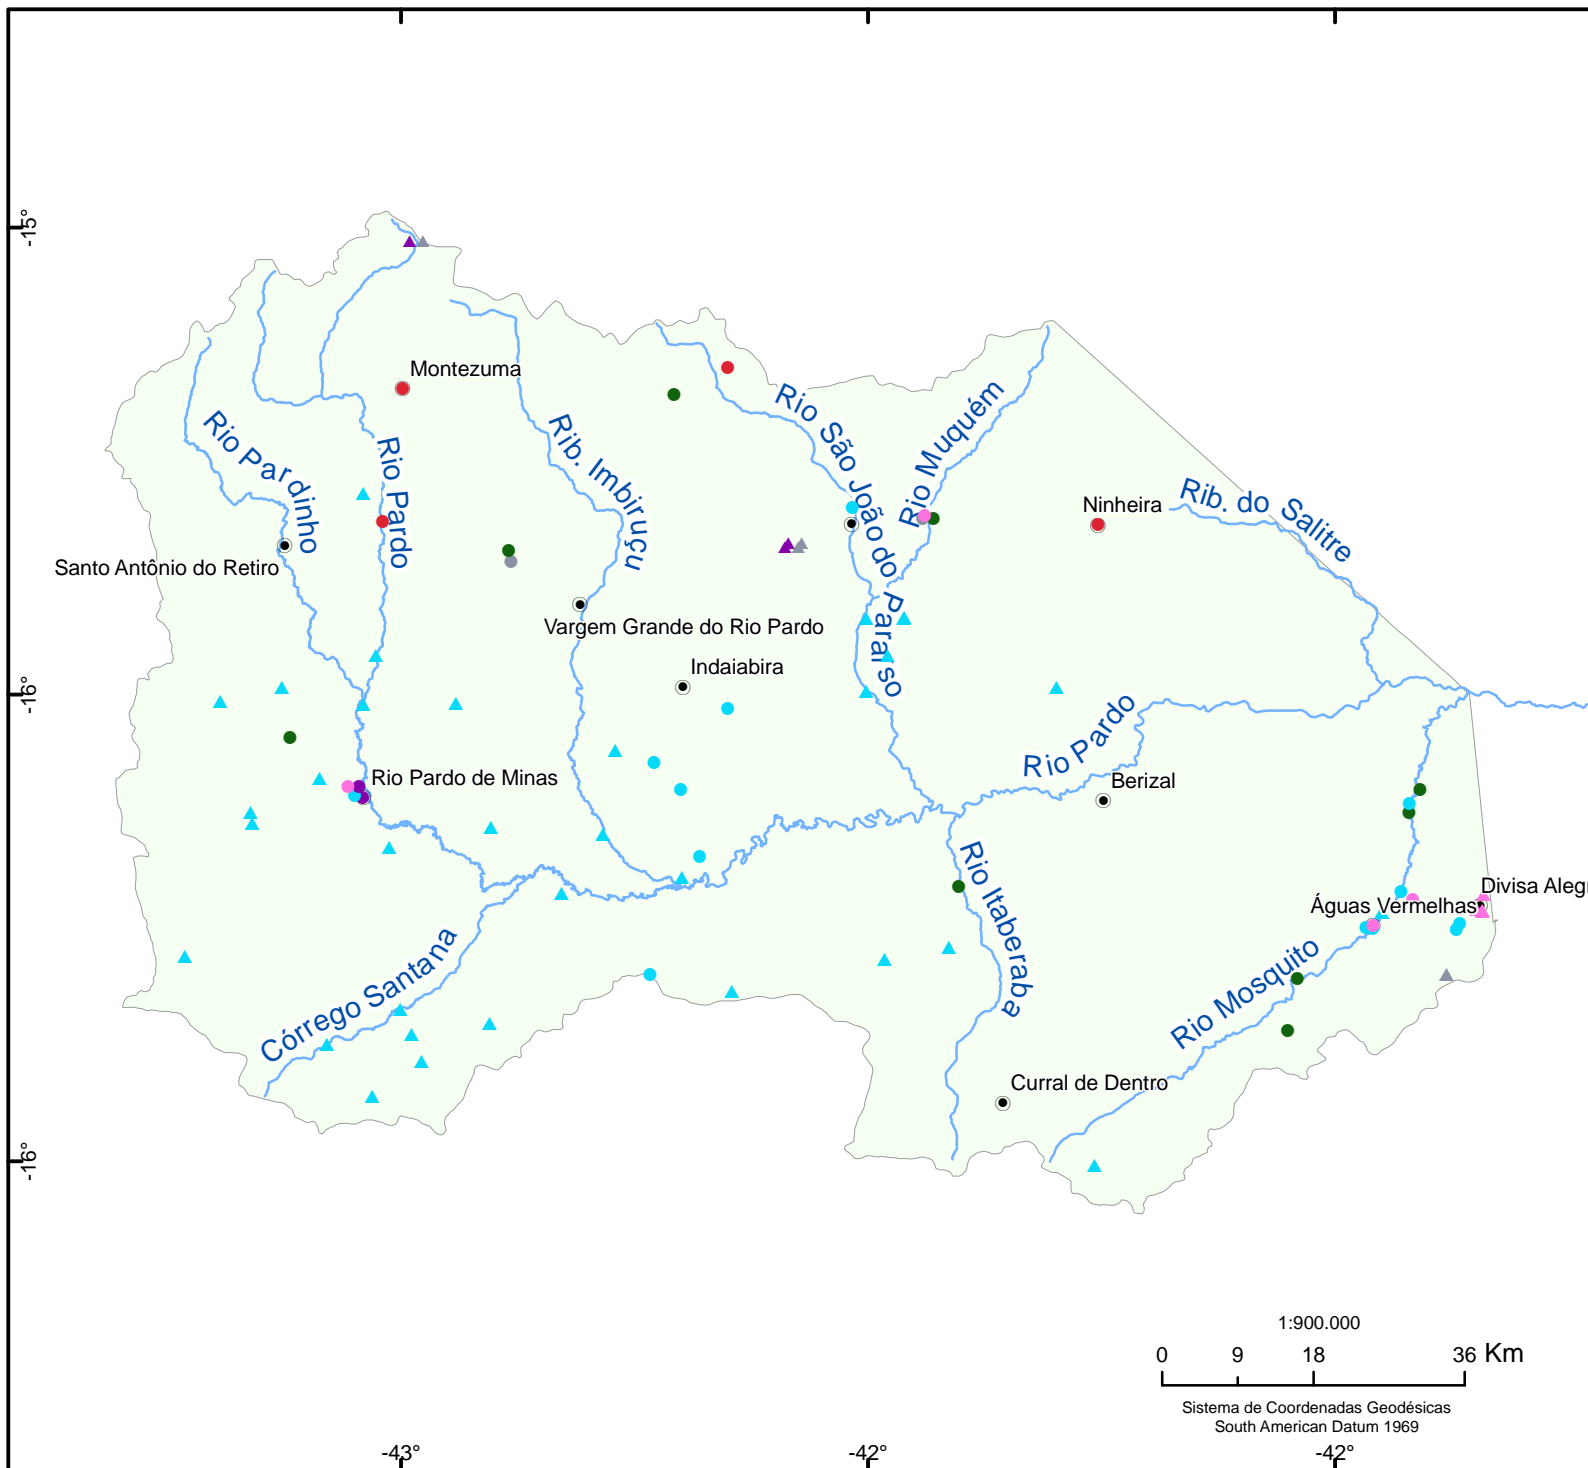 -15°
Montezuma
Rio Pardinho
Rio Pardo
Rib. Imbiruçu
Rio São João do Paraíso
Rio Muquém
Ninheira
Rib. do Salitre
Santo Antônio do Retiro
Vargem Grande do Rio Pardo
Indaiabira
-16°
Rio Pardo
Rio Pardo de Minas
Berizal
Rio Itaberaba
Divisa Alegr
Águas Vermelhas
Córrego Santana
Rio Mosquito
Curral de Dentro
-16°
1:900.000
0 9 18 36 Km
Sistema de Coordenadas Geodésicas
South American Datum 1969
-43° -42° -42°